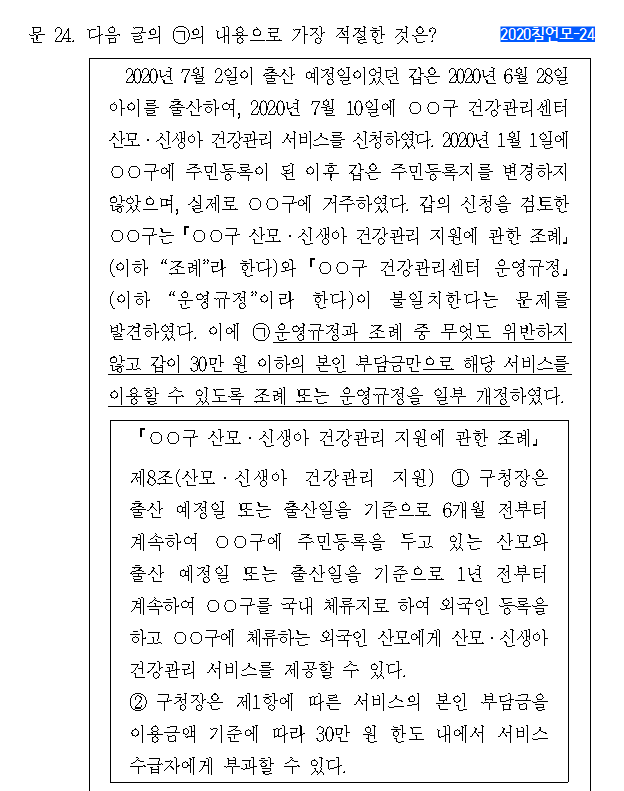 문 24. 다음 글의 ㉠의 내용으로 가장 적절한 것은?
2020칠언모-24
2020년 7월 2일이 출산 예정일이었던 갑은 2020년 6월 28일
아이를 출산하여, 2020년 7월 10일에 ○○구 건강관리센터
산모·신생아 건강관리 서비스를 신청하였다. 2020년 1월 1일에
○○구에 주민등록이 된 이후 갑은 주민등록지를 변경하지
않았으며, 실제로 ○○구에 거주하였다. 갑의 신청을 검토한
○○구는 「○○구 산모·신생아 건강관리 지원에 관한 조례」
(이하 “조례”라 한다)와 「○○구 건강관리센터 운영규정」
(이하 “운영규정”이라 한다)이 불일치한다는 문제를
발견하였다. 이에 ㉠운영규정과 조례 중 무엇도 위반하지
않고 갑이 30만 원 이하의 본인 부담금만으로 해당 서비스를
이용할 수 있도록 조례 또는 운영규정을 일부 개정하였다.
「○○구 산모·신생아 건강관리 지원에 관한 조례」
제8조(산모·신생아 건강관리 지원) ① 구청장은
출산 예정일 또는 출산일을 기준으로 6개월 전부터
계속하여 ○○구에 주민등록을 두고 있는 산모와
출산 예정일 또는 출산일을 기준으로 1년 전부터
계속하여 ○○구를 국내 체류지로 하여 외국인 등록을
하고 ○○구에 체류하는 외국인 산모에게 산모·신생아
건강관리 서비스를 제공할 수 있다.
② 구청장은 제1항에 따른 서비스의 본인 부담금을
이용금액 기준에 따라 30만 원 한도 내에서 서비스
수급자에게 부과할 수 있다.